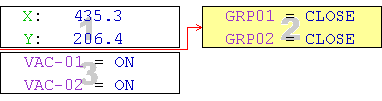 X: 435.3
Y: 206.4
1
VAC-01 = ON
VAC-02 = ON
3
GRP01 = CLOSE
GRP02 = CLOSE
2